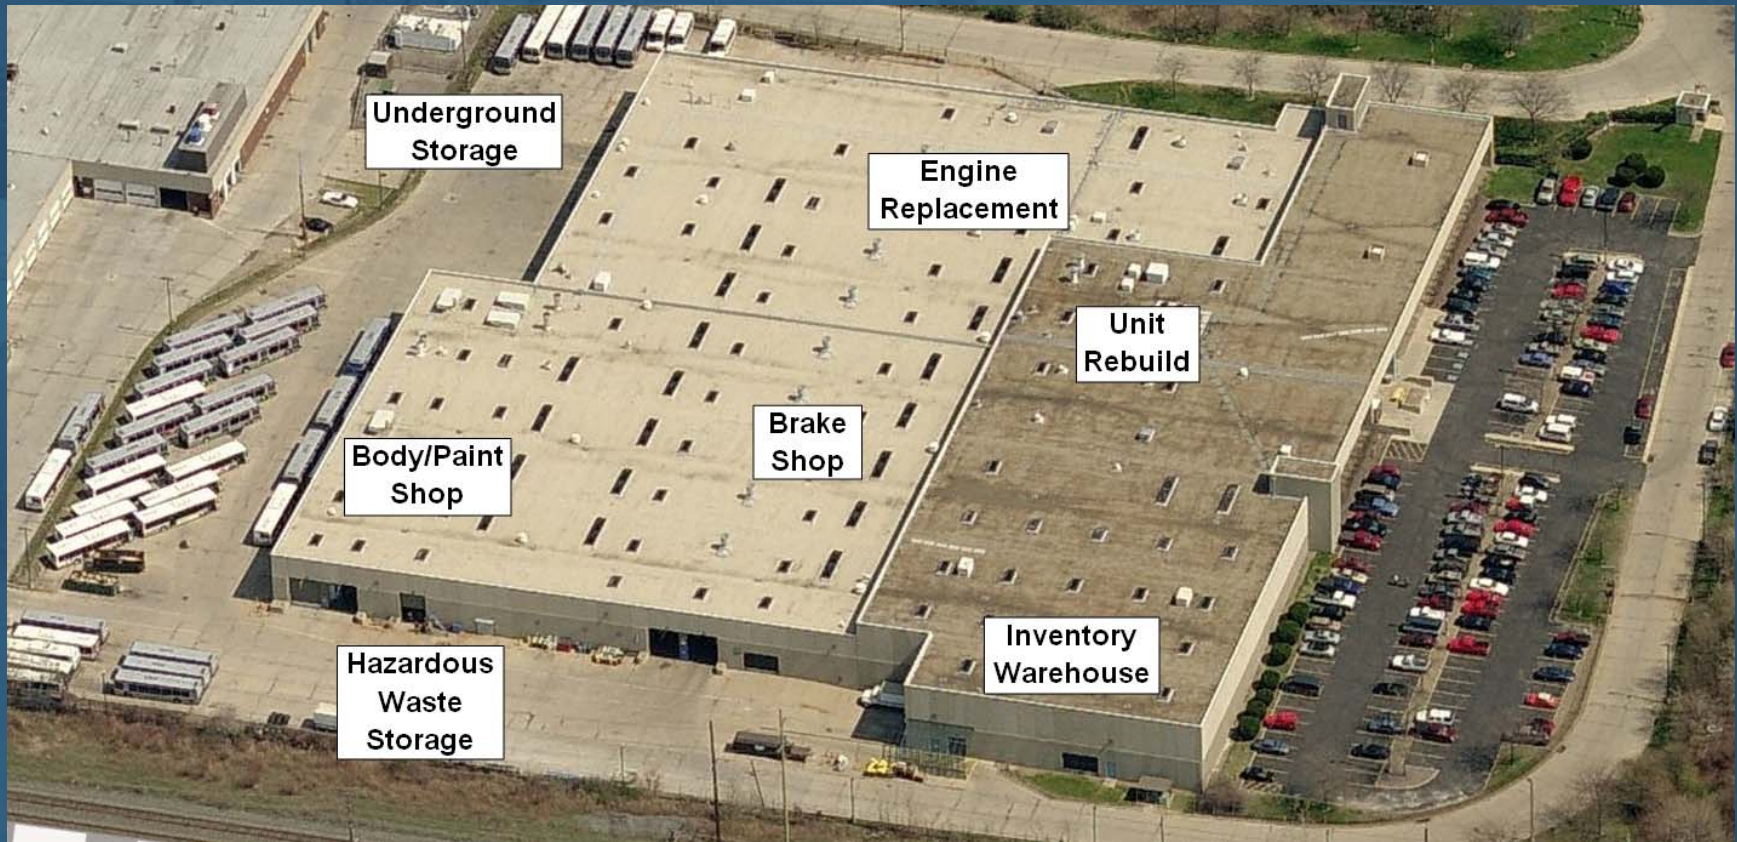 Underground
Storage
Engine
Replacement
Unit
Rebuild
Brake
Shop
Body/Paint
Shop
Inventory
Warehouse
Hazardous
Waste
Storage